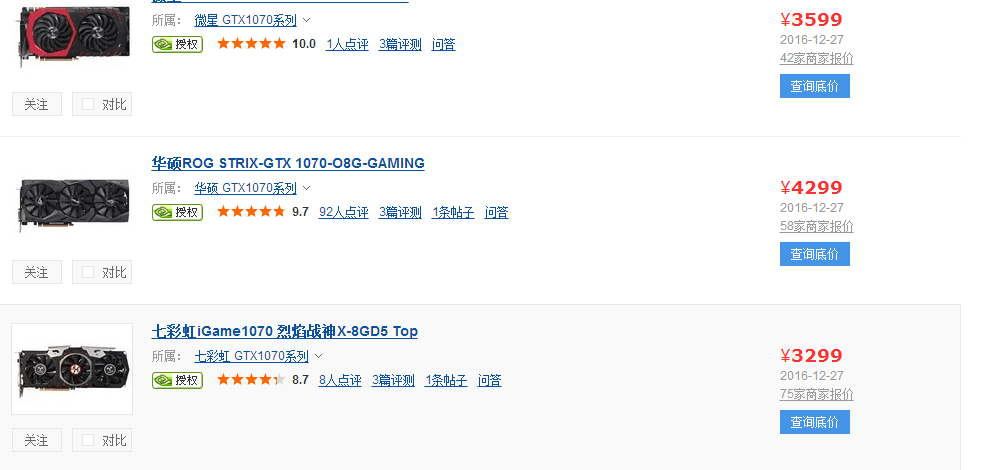 所属： 微星 GTX1070系列
授权 10.0 1人点评 3篇评测 问答
¥3599
2016-12-27
42家商家报价
查询底价
关注 对比
华硕ROG STRIX-GTX 1070-O8G-GAMING
所属： 华硕 GTX1070系列
授权 9.7 92人点评 3篇评测 1条帖子 问答
¥4299
2016-12-27
58家商家报价
查询底价
关注 对比
七彩虹iGame1070 烈焰战神X-8GD5 Top
所属： 七彩虹 GTX1070系列
授权 8.7 8人点评 3篇评测 1条帖子 问答
¥3299
2016-12-27
75家商家报价
查询底价
关注 对比